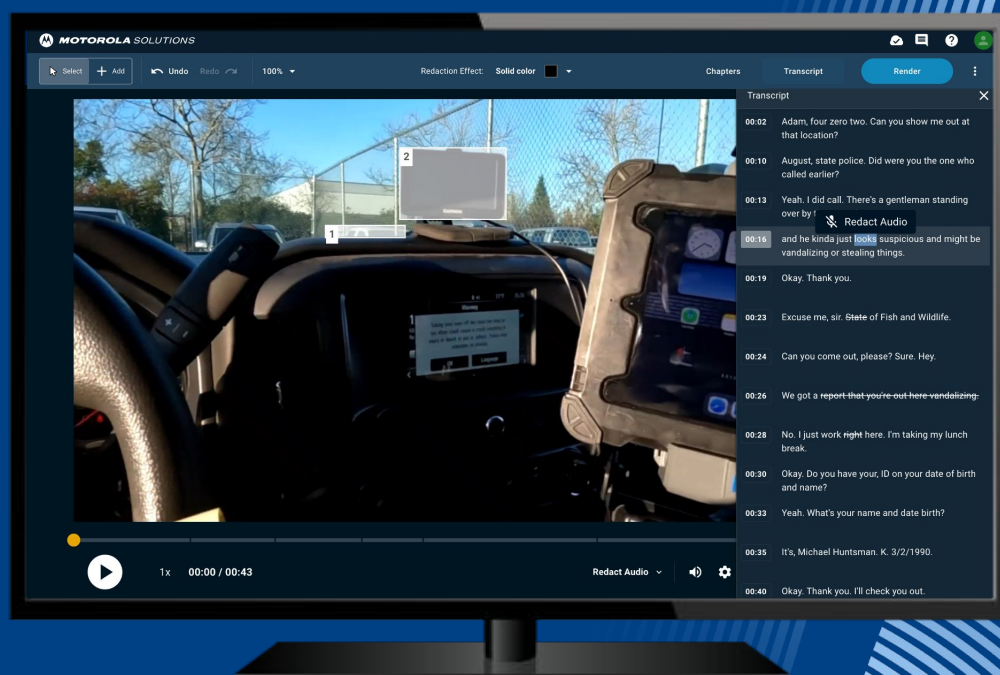 MOTOROLA SOLUTIONS
Select
Add
Undo
Redo
100%
Redaction Effect: Solid color
Chapters
Transcript
Render
Transcript
00:02 Adam, four zero two. Can you show me out at
that location?
00:10 August, state police. Did were you the one who
called earlier?
00:13 Yeah. I did call. There's a gentleman standing
over by
Redact Audio
00:16 and he kinda just looks suspicious and might be
vandalizing or stealing things.
00:19 Okay. Thank you.
00:23 Excuse me, sir. State of Fish and Wildlife.
00:24 Can you come out, please? Sure. Hey.
00:26 We got a report that you're out here vandalizing.
00:28 No. I just work right here. I'm taking my lunch
break.
00:30 Okay. Do you have your, ID on your date of birth
and name?
00:33 Yeah. What's your name and date birth?
00:35 It's, Michael Huntsman. K. 3/2/1990.
00:40 Okay. Thank you. I'll check you out.
2
1
Warning
OK
Language
1x
00:00 / 00:43
Redact Audio